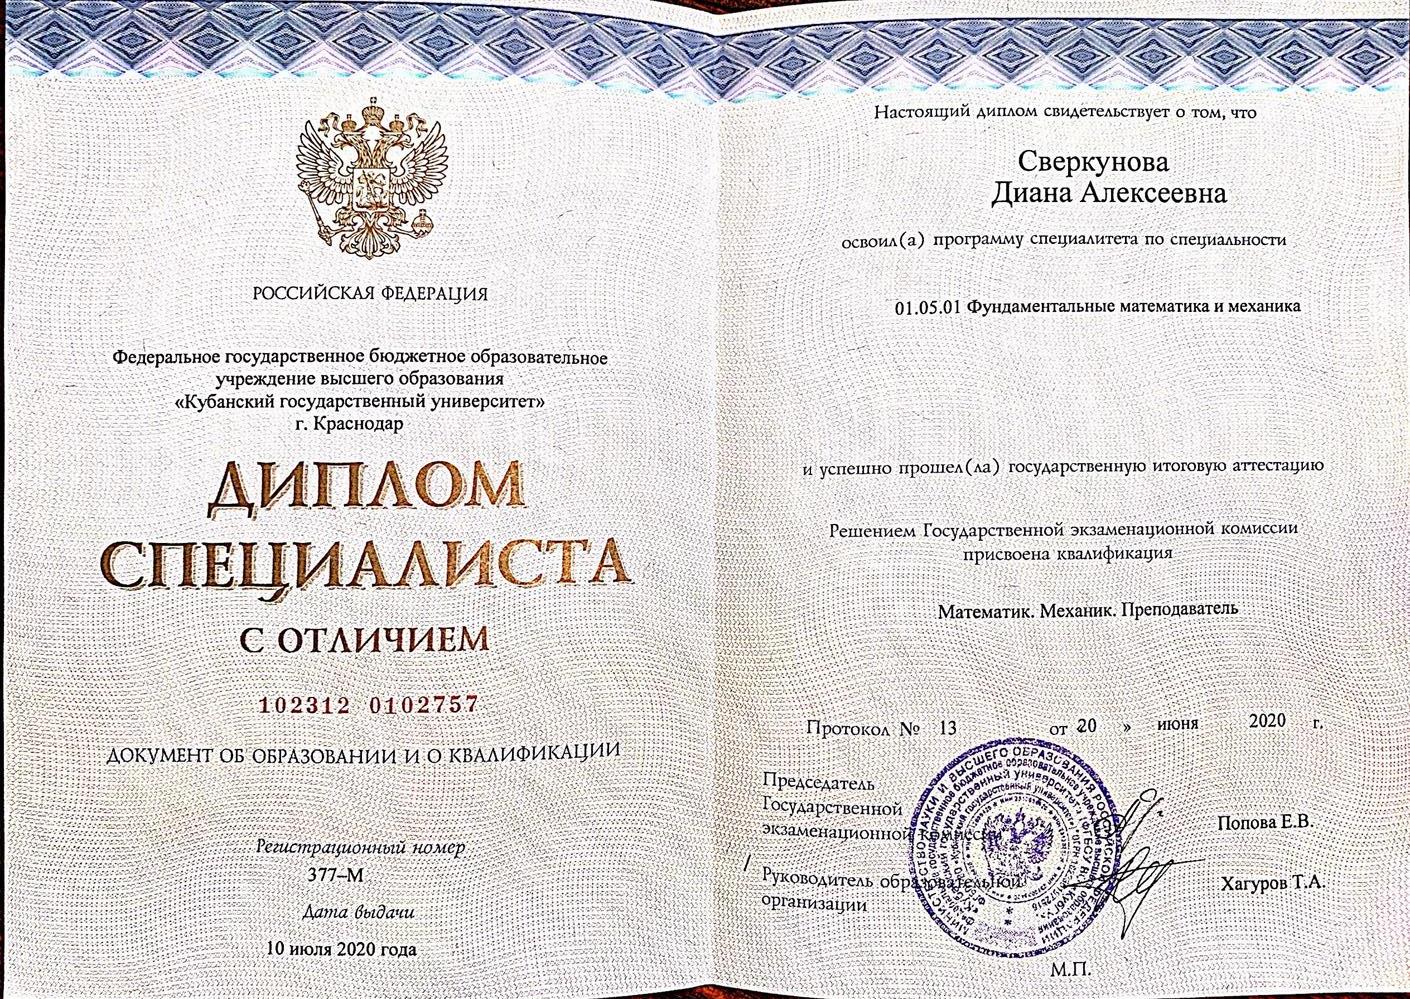 РОССИЙСКАЯ ФЕДЕРАЦИЯ
Федеральное государственное бюджетное образовательное
учреждение высшего образования
«Кубанский государственный университет»
г. Краснодар
ДИПЛОМ
СПЕЦИАЛИСТА
С ОТЛИЧИЕМ
102312 0102757
ДОКУМЕНТ ОБ ОБРАЗОВАНИИ И О КВАЛИФИКАЦИИ
Регистрационный номер
377–М
Дата выдачи
10 июля 2020 года
Настоящий диплом свидетельствует о том, что
Сверкунова
Диана Алексеевна
освоил(а) программу специалитета по специальности
01.05.01 Фундаментальные математика и механика
и успешно прошел(ла) государственную итоговую аттестацию
Решением Государственной экзаменационной комиссии
присвоена квалификация
Математик. Механик. Преподаватель
Протокол № 13 от 20 » июня 2020 г.
Председатель
Государственной
экзаменационной комиссии
Попова Е.В.
Руководитель образовательной
организации
Хагуров Т.А.
М.П.